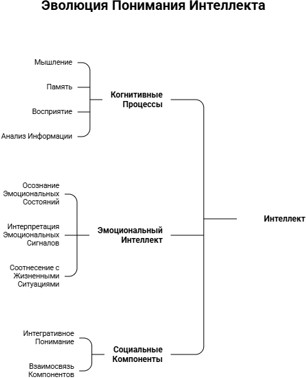 Эволюция Понимания Интеллекта
Мышление
Память
Восприятие
Анализ Информации
Когнитивные
Процессы
Осознание
Эмоциональных
Состояний
Интерпретация
Эмоциональных
Сигналов
Соотнесение с
Жизненными
Ситуациями
Эмоциональный
Интеллект
Интеллект
Интегративное
Понимание
Взаимосвязь
Компонентов
Социальные
Компоненты